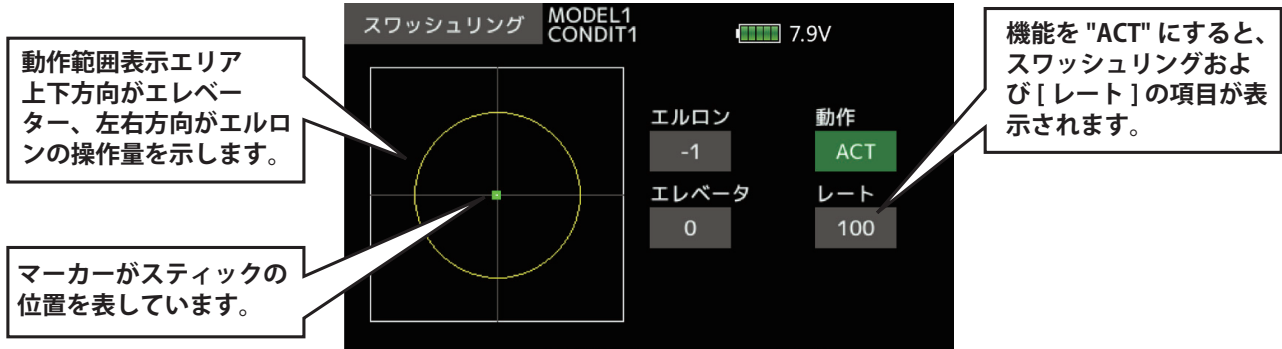 動作範囲表示エリア
上下方向がエレベー
ター、左右方向がエルロ
ンの操作量を示します。
マーカーがスティックの
位置を表しています。
スワッシュリング
MODEL1
CONDIT1
7.9V
エルロン
動作
-1
ACT
エレベータ
レート
0
100
機能を "ACT" にすると、
スワッシュリングおよ
び [ レート ] の項目が表
示されます。